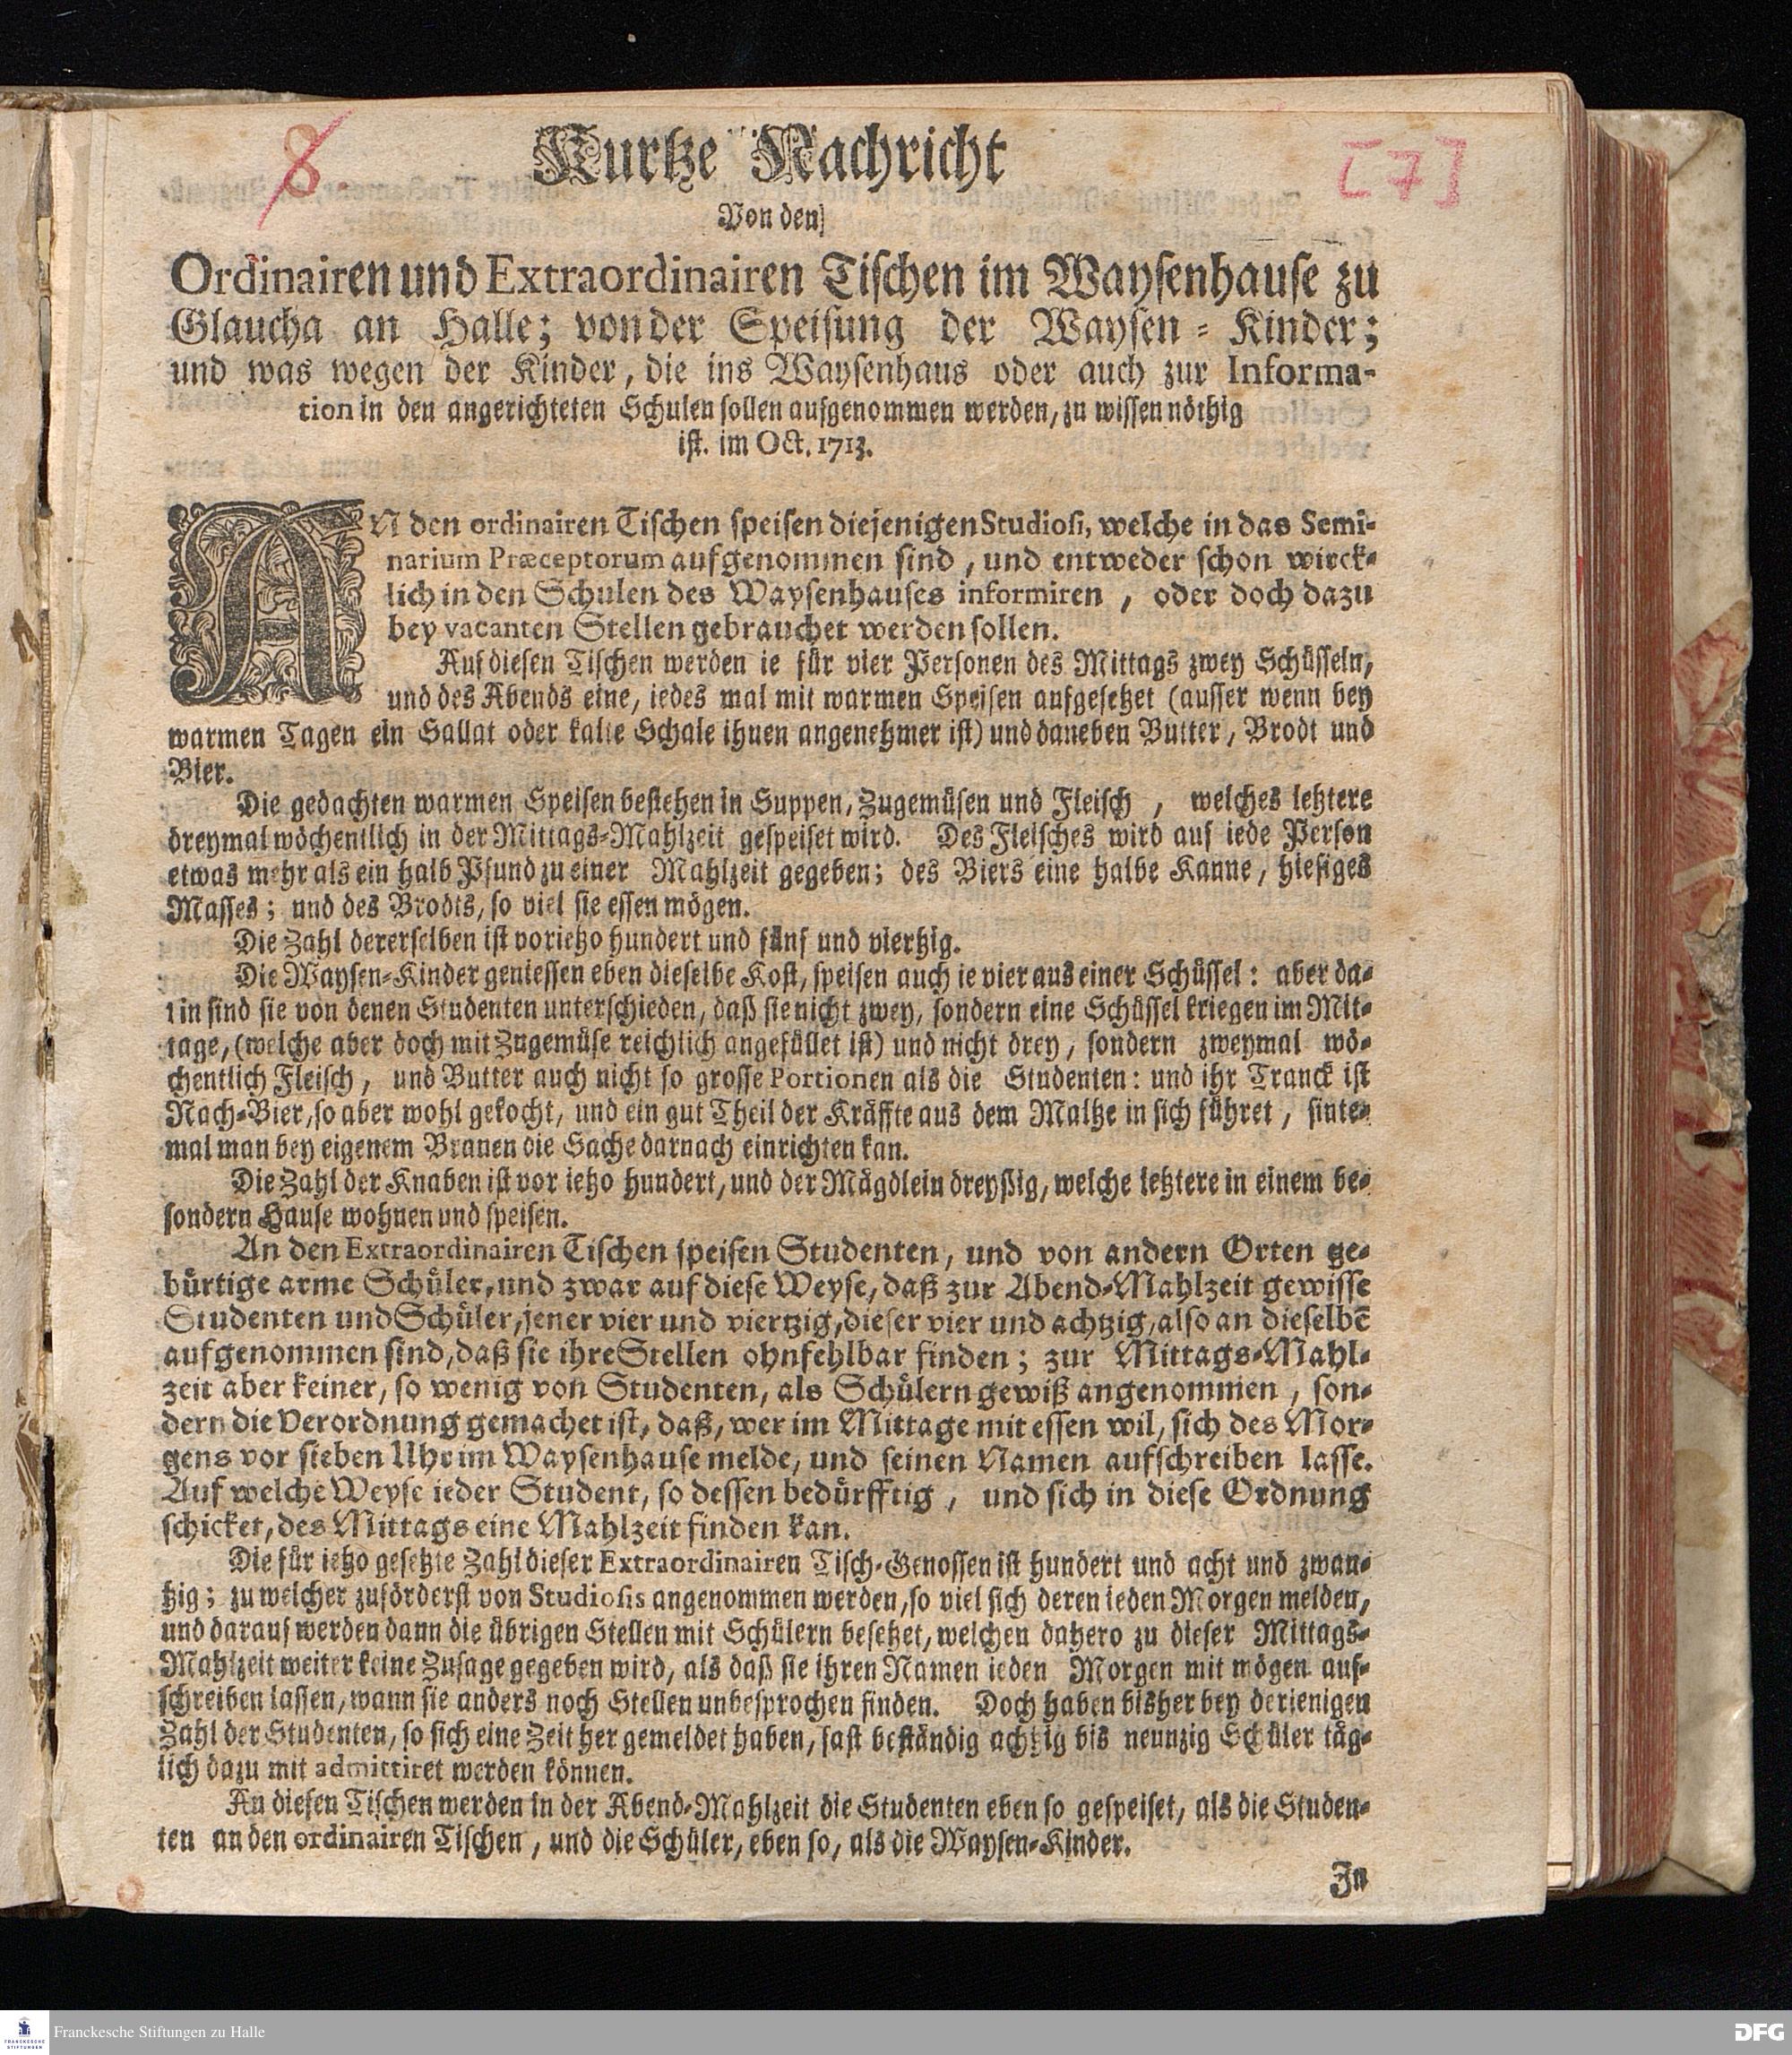 8.
[7]
Kurtze Nachricht
Von den
Ordinairen und Extraordinairen Tischen im Waysenhause zu
Glaucha an Halle; von der Speisung der Waysen-Kinder;
und was wegen der Kinder, die ins Waysenhaus oder auch zur Informa-
tion in den angerichteten Schulen sollen aufgenommen werden, zu wissen nöthig
ist. im Oct. 1713.
AN den ordinairen Tischen speisen diejenigen Studiosi, welche in das Semi-
narium Præceptorum aufgenommen sind, und entweder schon wirck-
lich in den Schulen des Waysenhauses informiren, oder doch dazu
bey vacanten Stellen gebrauchet werden sollen.
Auf diesen Tischen werden ie für vier Personen des Mittags zwey Schüsseln,
und des Abends eine, iedes mal mit warmen Speisen aufgesetzet (ausser wenn bey
warmen Tagen ein Sallat oder kalte Schale ihnen angenehmer ist) und daneben Butter, Brodt und
Bier.
Die gedachten warmen Speisen bestehen in Suppen, Zugemüsen und Fleisch, welches letztere
dreymal wöchentlich in der Mittags-Mahlzeit gespeiset wird. Des Fleisches wird auf iede Person
etwas mehr als ein halb Pfund zu einer Mahlzeit gegeben; des Biers eine halbe Kanne, hiesiges
Masses; und des Brodts, so viel sie essen mögen.
Die Zahl dererselben ist vorietzo hundert und fünf und viertzig.
Die Waysen-Kinder geniessen eben dieselbe Kost, speisen auch ie vier aus einer Schüssel: aber da-
rin sind sie von denen Studenten unterschieden, daß sie nicht zwey, sondern eine Schüssel kriegen im Mit-
tage, (welche aber doch mit Zugemüse reichlich angefüllet ist) und nicht drey, sondern zweymal wö-
chentlich Fleisch, und Butter auch nicht so grosse Portionen als die Studenten: und ihr Tranck ist
Nach-Bier, so aber wohl gekocht, und ein gut Theil der Kräffte aus dem Maltze in sich führet, sinte-
mal man bey eigenem Brauen die Sache darnach einrichten kan.
Die Zahl der Knaben ist vor ietzo hundert, und der Mägdlein dreyßig, welche letztere in einem be-
sondern Hause wohnen und speisen.
An den Extraordinairen Tischen speisen Studenten, und von andern Orten ge-
bürtige arme Schüler, und zwar auf diese Weyse, daß zur Abend-Mahlzeit gewisse
Studenten und Schüler, jener vier und viertzig, dieser vier und achtzig, also an dieselbē
aufgenommen sind, daß sie ihre Stellen ohnfehlbar finden; zur Mittags-Mahl-
zeit aber keiner, so wenig von Studenten, als Schülern gewiß angenommen, son-
dern die Verordnung gemachet ist, daß, wer im Mittage mit essen wil, sich des Mor-
gens vor sieben Uhr im Waysenhause melde, und seinen Namen aufschreiben lasse.
Auf welche Weyse ieder Student, so dessen bedürfftig, und sich in diese Ordnung
schicket, des Mittags eine Mahlzeit finden kan.
Die für ietzo gesetzte Zahl dieser Extraordinairen Tisch-Genossen ist hundert und acht und zwan-
tzig; zu welcher zuförderst von Studiosis angenommen werden, so viel sich deren ieden Morgen melden,
und darauf werden dann die übrigen Stellen mit Schülern besetzet, welchen dahero zu dieser Mittags-
Mahlzeit weiter keine Zusage gegeben wird, als daß sie ihren Namen ieden Morgen mit mögen auf-
schreiben lassen, wann sie anders noch Stellen unbesprochen finden. Doch haben bisher bey derienigen
Zahl der Studenten, so sich eine Zeit her gemeldet haben, fast beständig achtzig bis neunzig Schüler täg-
lich dazu mit admittiret werden können.
An diesen Tischen werden in der Abend-Mahlzeit die Studenten eben so gespeiset, als die Studen-
ten an den ordinairen Tischen, und die Schüler, eben so, als die Waysen-Kinder.
In
FRANCKESCHE
STIFTUNGEN
Franckesche Stiftungen zu Halle
DFG